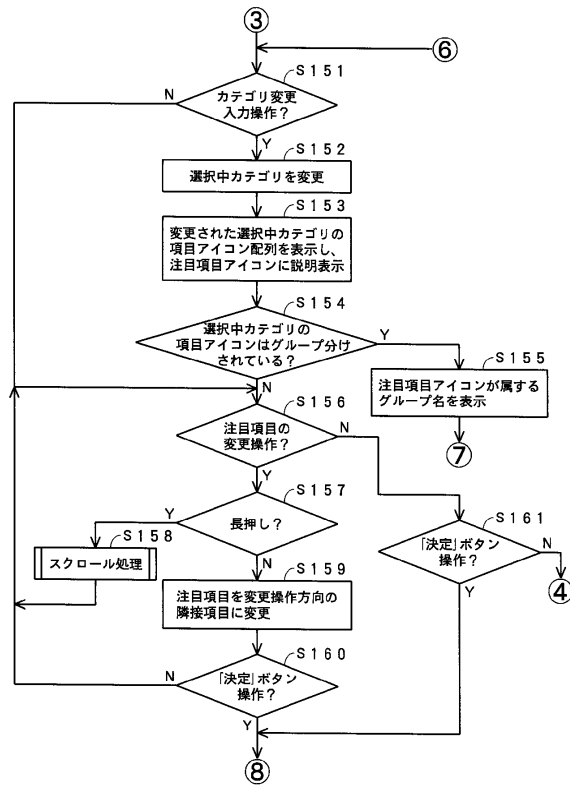 ③
⑥
S151
カテゴリ変更
入力操作？
N
Y
S152
選択中カテゴリを変更
S153
変更された選択中カテゴリの
項目アイコン配列を表示し、
注目項目アイコンに説明表示
S154
選択中カテゴリの
項目アイコンはグループ分け
されている？
Y
N
S155
注目項目アイコンが属する
グループ名を表示
⑦
S156
注目項目の
変更操作？
N
Y
S157
長押し？
Y
N
S158
スクロール処理
S159
注目項目を変更操作方向の
隣接項目に変更
S160
｢決定｣ボタン
操作？
N
Y
S161
｢決定｣ボタン
操作？
N
Y
④
⑧